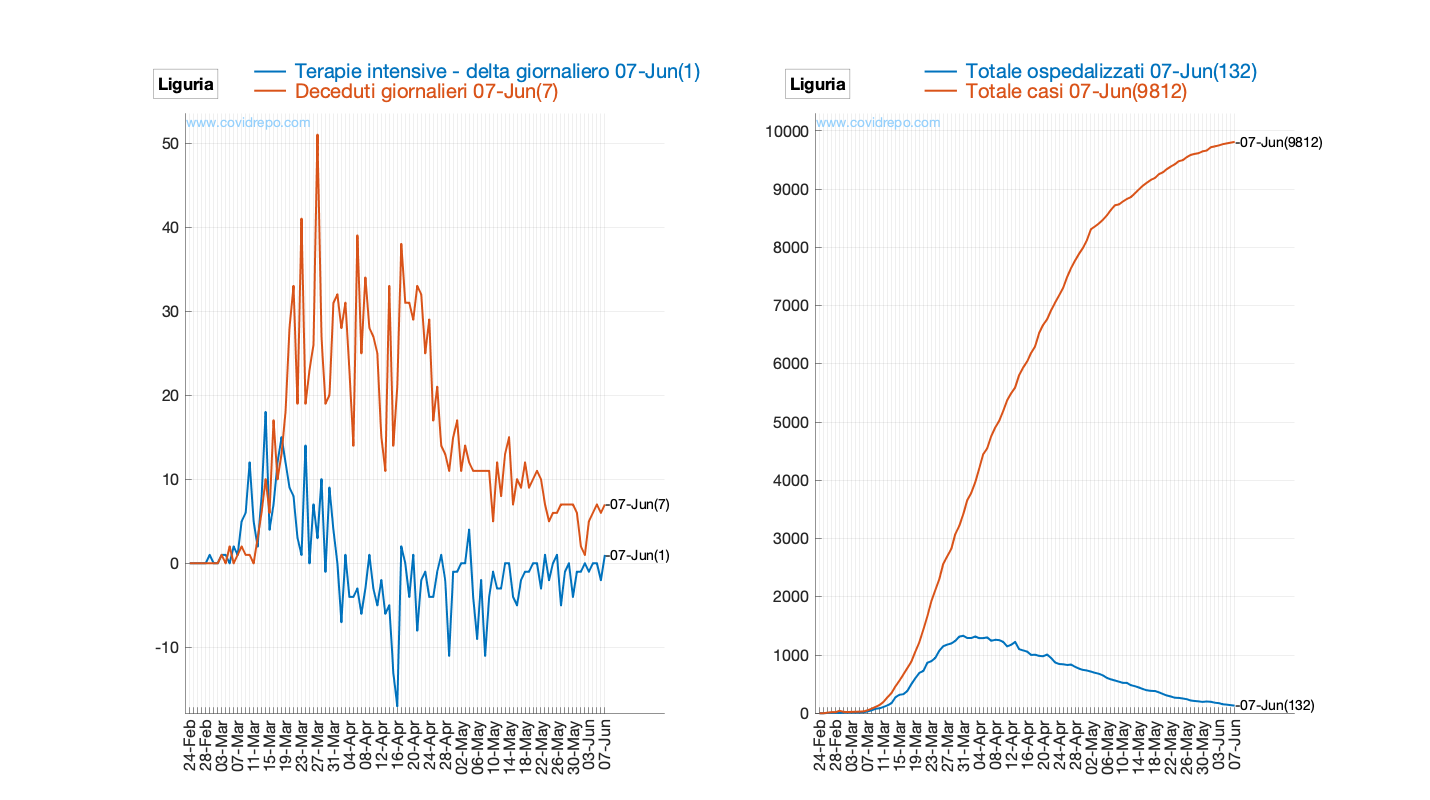 Liguria
Terapie intensive - delta giornaliero 07-Jun(1)
Deceduti giornalieri 07-Jun(7)
www.covidrepo.com
50
40
30
20
10
0
-10
-07-Jun(7)
-07-Jun(1)
24-Feb
28-Feb
03-Mar
07-Mar
11-Mar
15-Mar
19-Mar
23-Mar
27-Mar
31-Mar
04-Apr
08-Apr
12-Apr
16-Apr
20-Apr
24-Apr
28-Apr
02-May
06-May
10-May
14-May
18-May
22-May
26-May
30-May
03-Jun
07-Jun
Liguria
Totale ospedalizzati 07-Jun(132)
Totale casi 07-Jun(9812)
www.covidrepo.com
10000
9000
8000
7000
6000
5000
4000
3000
2000
1000
0
-07-Jun(9812)
-07-Jun(132)
24-Feb
28-Feb
03-Mar
07-Mar
11-Mar
15-Mar
19-Mar
23-Mar
27-Mar
31-Mar
04-Apr
08-Apr
12-Apr
16-Apr
20-Apr
24-Apr
28-Apr
02-May
06-May
10-May
14-May
18-May
22-May
26-May
30-May
03-Jun
07-Jun